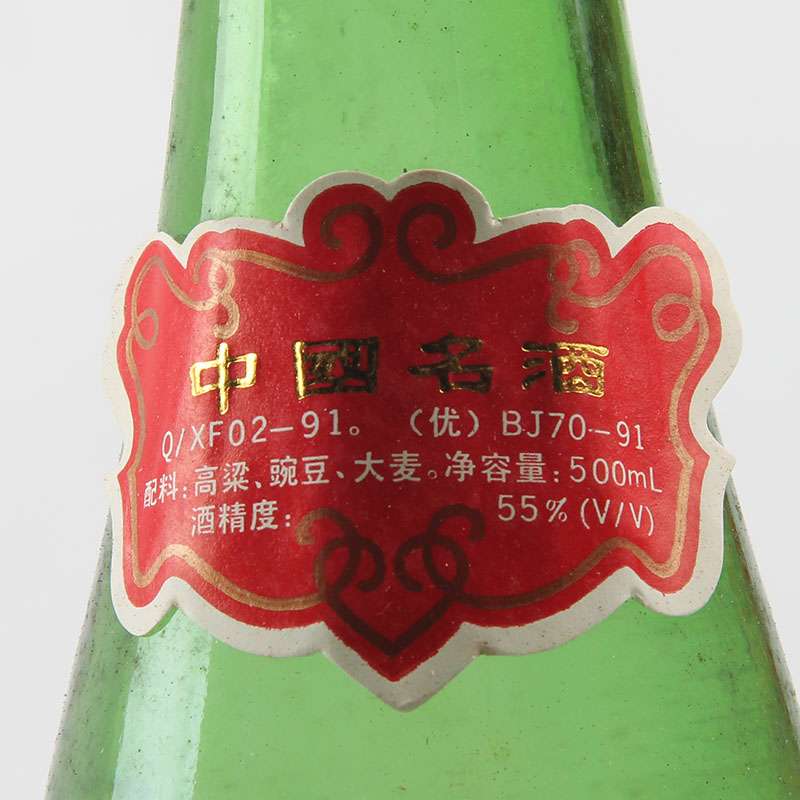 中國名酒
Q/XF02-91。（优）BJ70-91
配料:高粱、豌豆、大麦。净容量:500mL
酒精度: 55%(V/V)